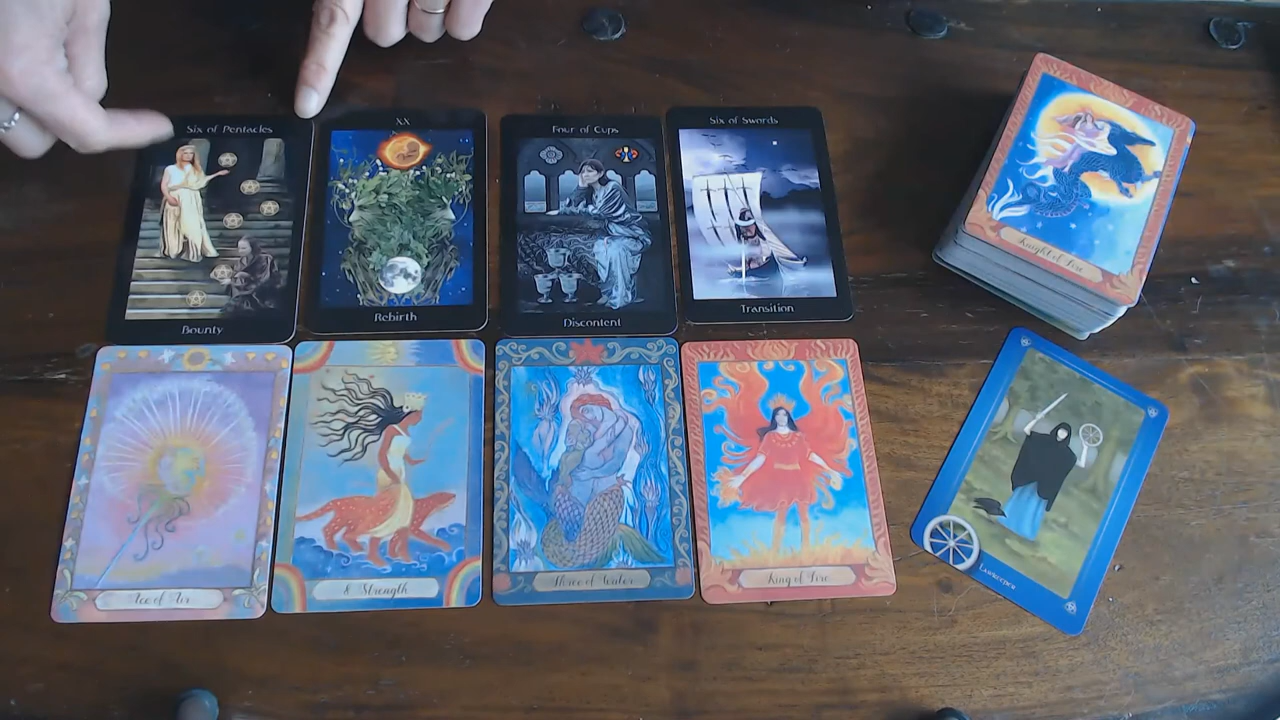 Six of Pentacles
XX
Four of Cups
Six of Swords
Bounty
Rebirth
Discontent
Transition
Knight of Fire
Ace of Air
8 Strength
Three of Water
King of Fire
Lawkeeper